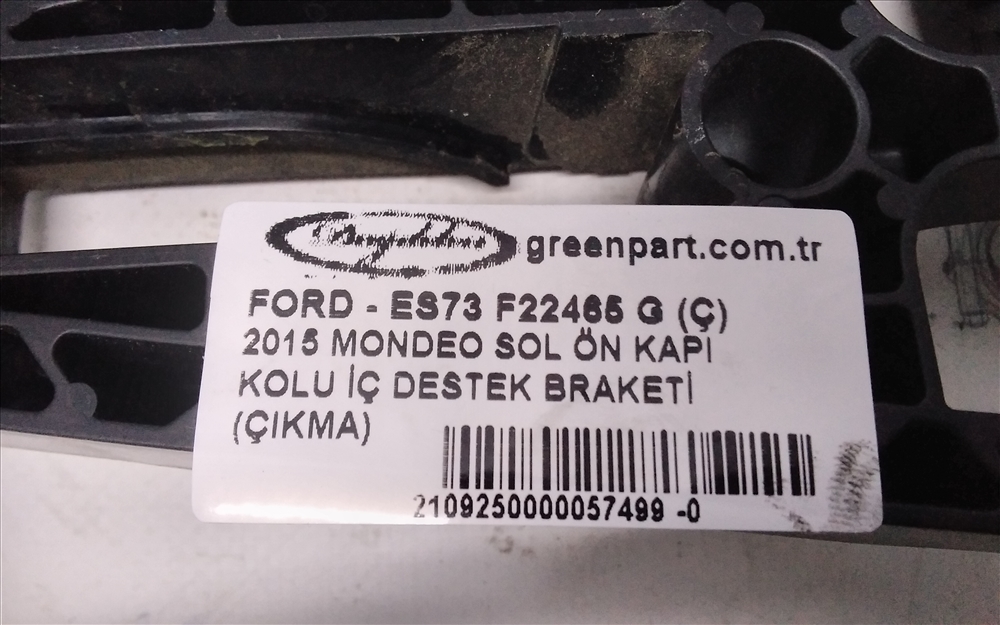 greenpart.com.tr
FORD - ES73 F22465 G (Ç)
2015 MONDEO SOL ÖN KAPI
KOLU İÇ DESTEK BRAKETİ
(ÇIKMA)
2109250000057499 -0